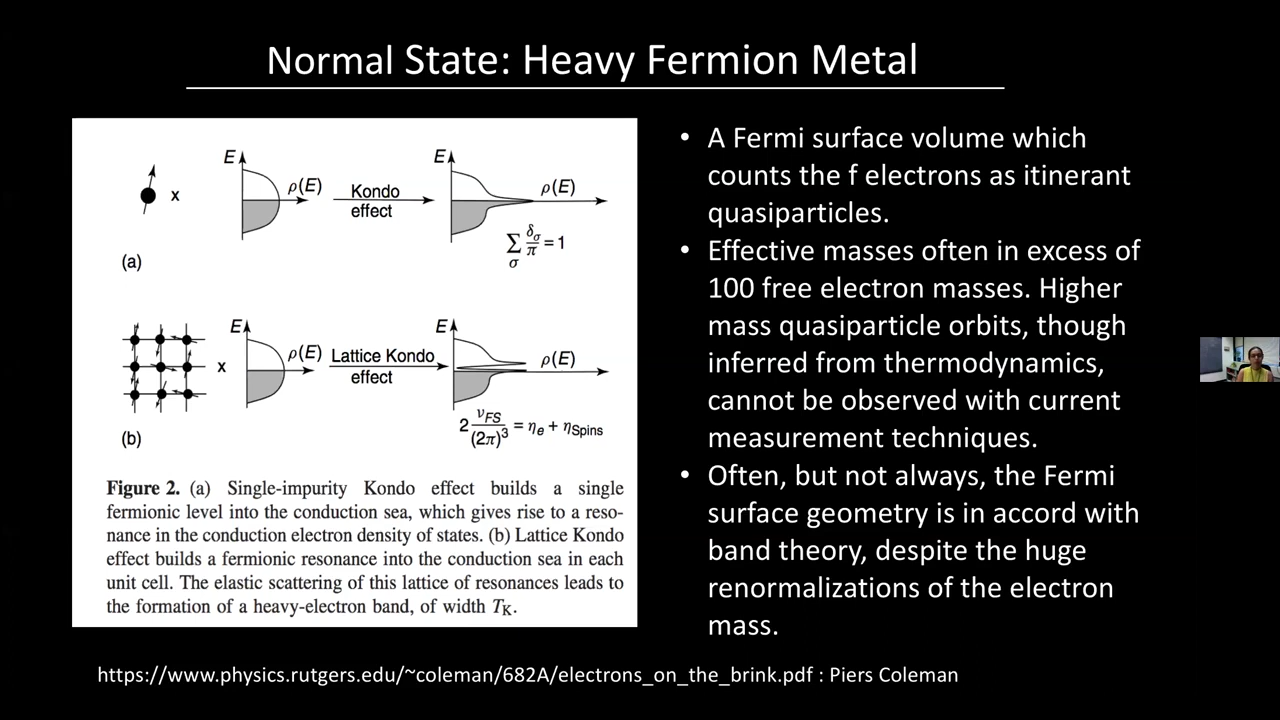 Normal State: Heavy Fermion Metal
E
ρ(E)
Kondo
effect
E
ρ(E)
x
∑ δσ/π = 1
σ
(a)
E
ρ(E)
Lattice Kondo
effect
E
ρ(E)
x
2 νFS/(2π)³ = ηe + ηSpins
(b)
Figure 2. (a) Single-impurity Kondo effect builds a single
fermionic level into the conduction sea, which gives rise to a reso-
nance in the conduction electron density of states. (b) Lattice Kondo
effect builds a fermionic resonance into the conduction sea in each
unit cell. The elastic scattering of this lattice of resonances leads to
the formation of a heavy-electron band, of width TK.
• A Fermi surface volume which
counts the f electrons as itinerant
quasiparticles.
• Effective masses often in excess of
100 free electron masses. Higher
mass quasiparticle orbits, though
inferred from thermodynamics,
cannot be observed with current
measurement techniques.
• Often, but not always, the Fermi
surface geometry is in accord with
band theory, despite the huge
renormalizations of the electron
mass.
https://www.physics.rutgers.edu/~coleman/682A/electrons_on_the_brink.pdf : Piers Coleman